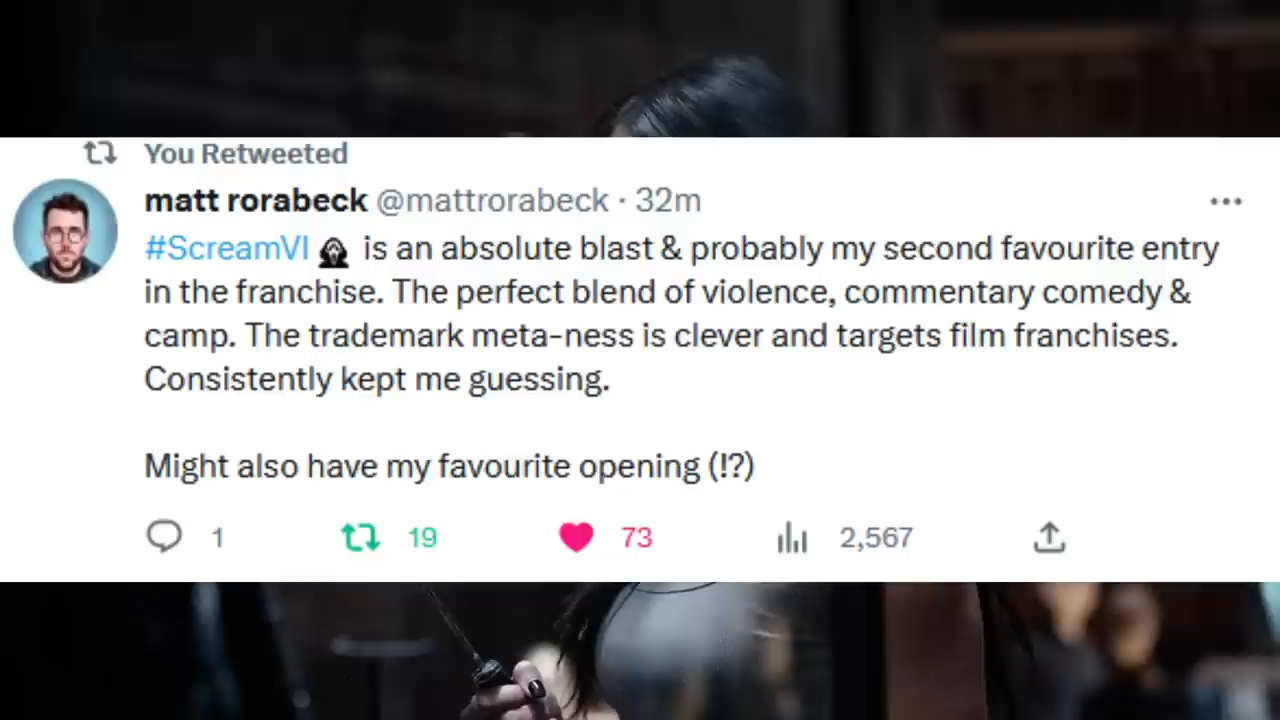 You Retweeted
matt rorabeck @mattrorabeck · 32m
#ScreamVI is an absolute blast & probably my second favourite entry
in the franchise. The perfect blend of violence, commentary comedy &
camp. The trademark meta-ness is clever and targets film franchises.
Consistently kept me guessing.
Might also have my favourite opening (!?)
1 19 73 2,567